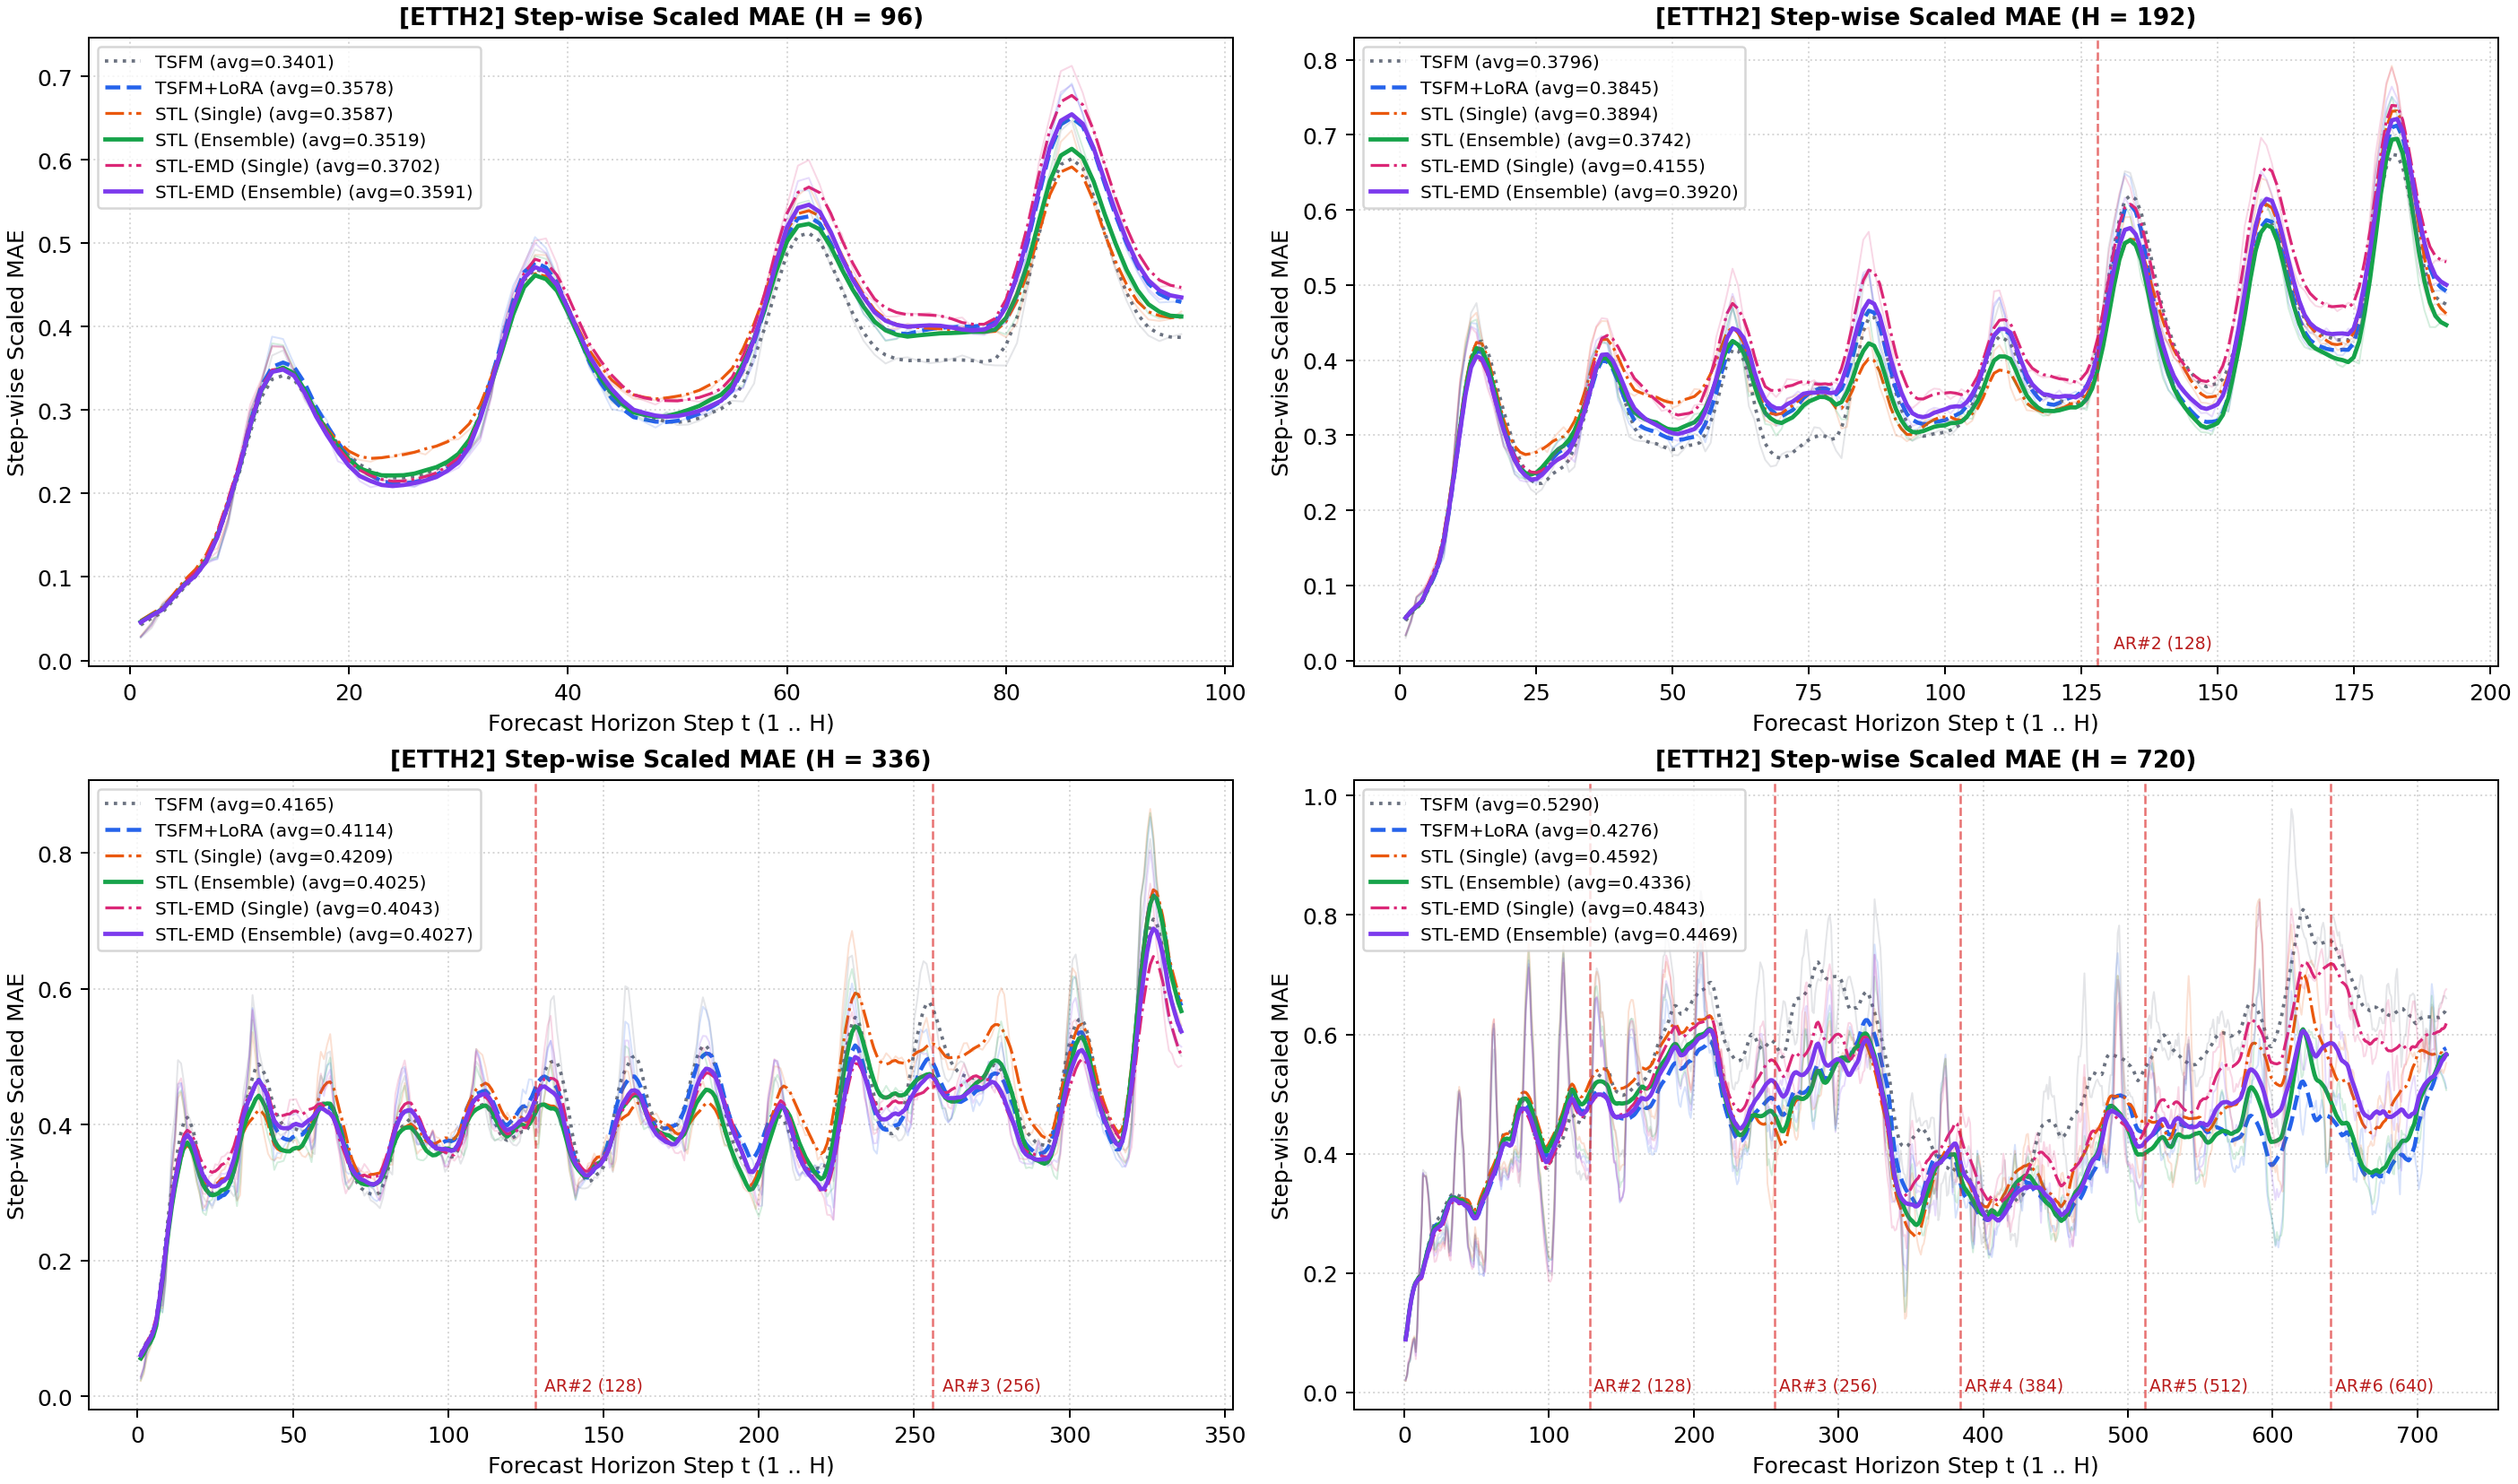 [ETTH2] Step-wise Scaled MAE (H = 96)
Step-wise Scaled MAE
0.7
0.6
0.5
0.4
0.3
0.2
0.1
0.0
TSFM (avg=0.3401)
TSFM+LoRA (avg=0.3578)
STL (Single) (avg=0.3587)
STL (Ensemble) (avg=0.3519)
STL-EMD (Single) (avg=0.3702)
STL-EMD (Ensemble) (avg=0.3591)
0 20 40 60 80 100
Forecast Horizon Step t (1 .. H)
[ETTH2] Step-wise Scaled MAE (H = 192)
Step-wise Scaled MAE
0.8
0.7
0.6
0.5
0.4
0.3
0.2
0.1
0.0
TSFM (avg=0.3796)
TSFM+LoRA (avg=0.3845)
STL (Single) (avg=0.3894)
STL (Ensemble) (avg=0.3742)
STL-EMD (Single) (avg=0.4155)
STL-EMD (Ensemble) (avg=0.3920)
AR#2 (128)
0 25 50 75 100 125 150 175 200
Forecast Horizon Step t (1 .. H)
[ETTH2] Step-wise Scaled MAE (H = 336)
Step-wise Scaled MAE
0.8
0.6
0.4
0.2
0.0
TSFM (avg=0.4165)
TSFM+LoRA (avg=0.4114)
STL (Single) (avg=0.4209)
STL (Ensemble) (avg=0.4025)
STL-EMD (Single) (avg=0.4043)
STL-EMD (Ensemble) (avg=0.4027)
AR#2 (128) AR#3 (256)
0 50 100 150 200 250 300 350
Forecast Horizon Step t (1 .. H)
[ETTH2] Step-wise Scaled MAE (H = 720)
Step-wise Scaled MAE
1.0
0.8
0.6
0.4
0.2
0.0
TSFM (avg=0.5290)
TSFM+LoRA (avg=0.4276)
STL (Single) (avg=0.4592)
STL (Ensemble) (avg=0.4336)
STL-EMD (Single) (avg=0.4843)
STL-EMD (Ensemble) (avg=0.4469)
AR#2 (128) AR#3 (256) AR#4 (384) AR#5 (512) AR#6 (640)
0 100 200 300 400 500 600 700
Forecast Horizon Step t (1 .. H)